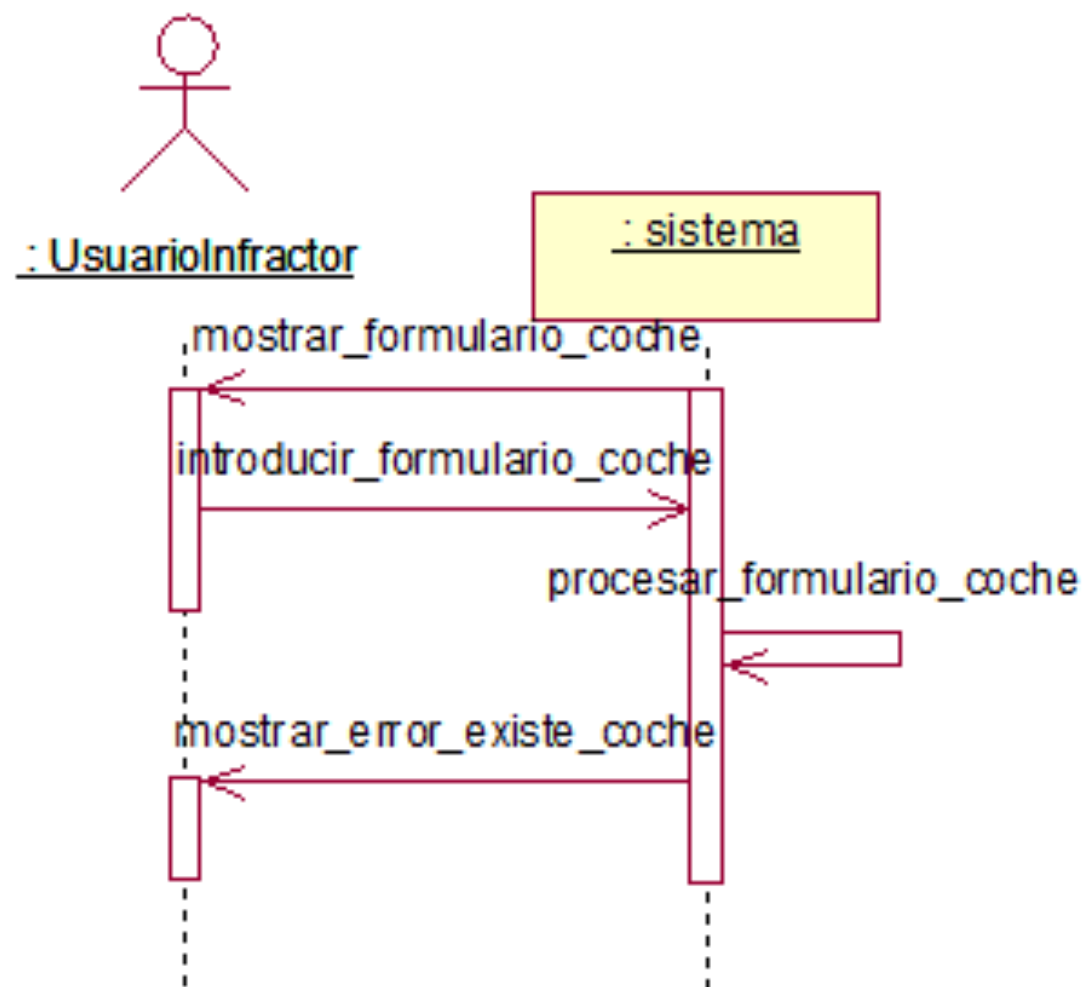 : UsuarioInfractor
: sistema
mostrar_formulario_coche
introducir_formulario_coche
procesar_formulario_coche
mostrar_error_existe_coche